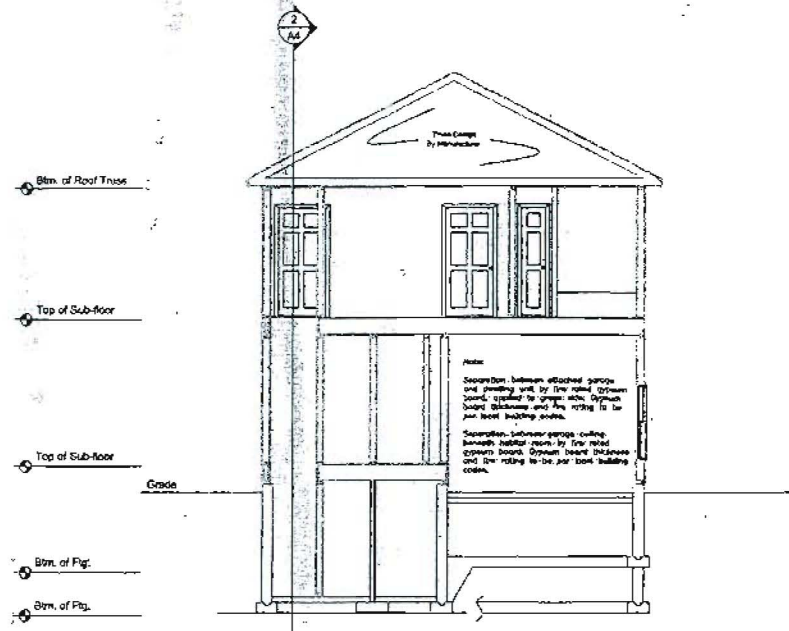 2
A4
Truss Design
By Manufacture
Btm. of Roof Truss
Top of Sub-floor
Note:
Separation between attached garage
and dwelling unit by fire rated gypsum
board, applied to garage side. Gypsum
board thickness and fire rating to be
per local building codes.
Separation between garage ceiling
beneath habital room by fire rated
gypsum board. Gypsum board thickness
and fire rating to be per local building
codes.
Top of Sub-floor
Grade
Btm. of Ftg.
Btm. of Ftg.